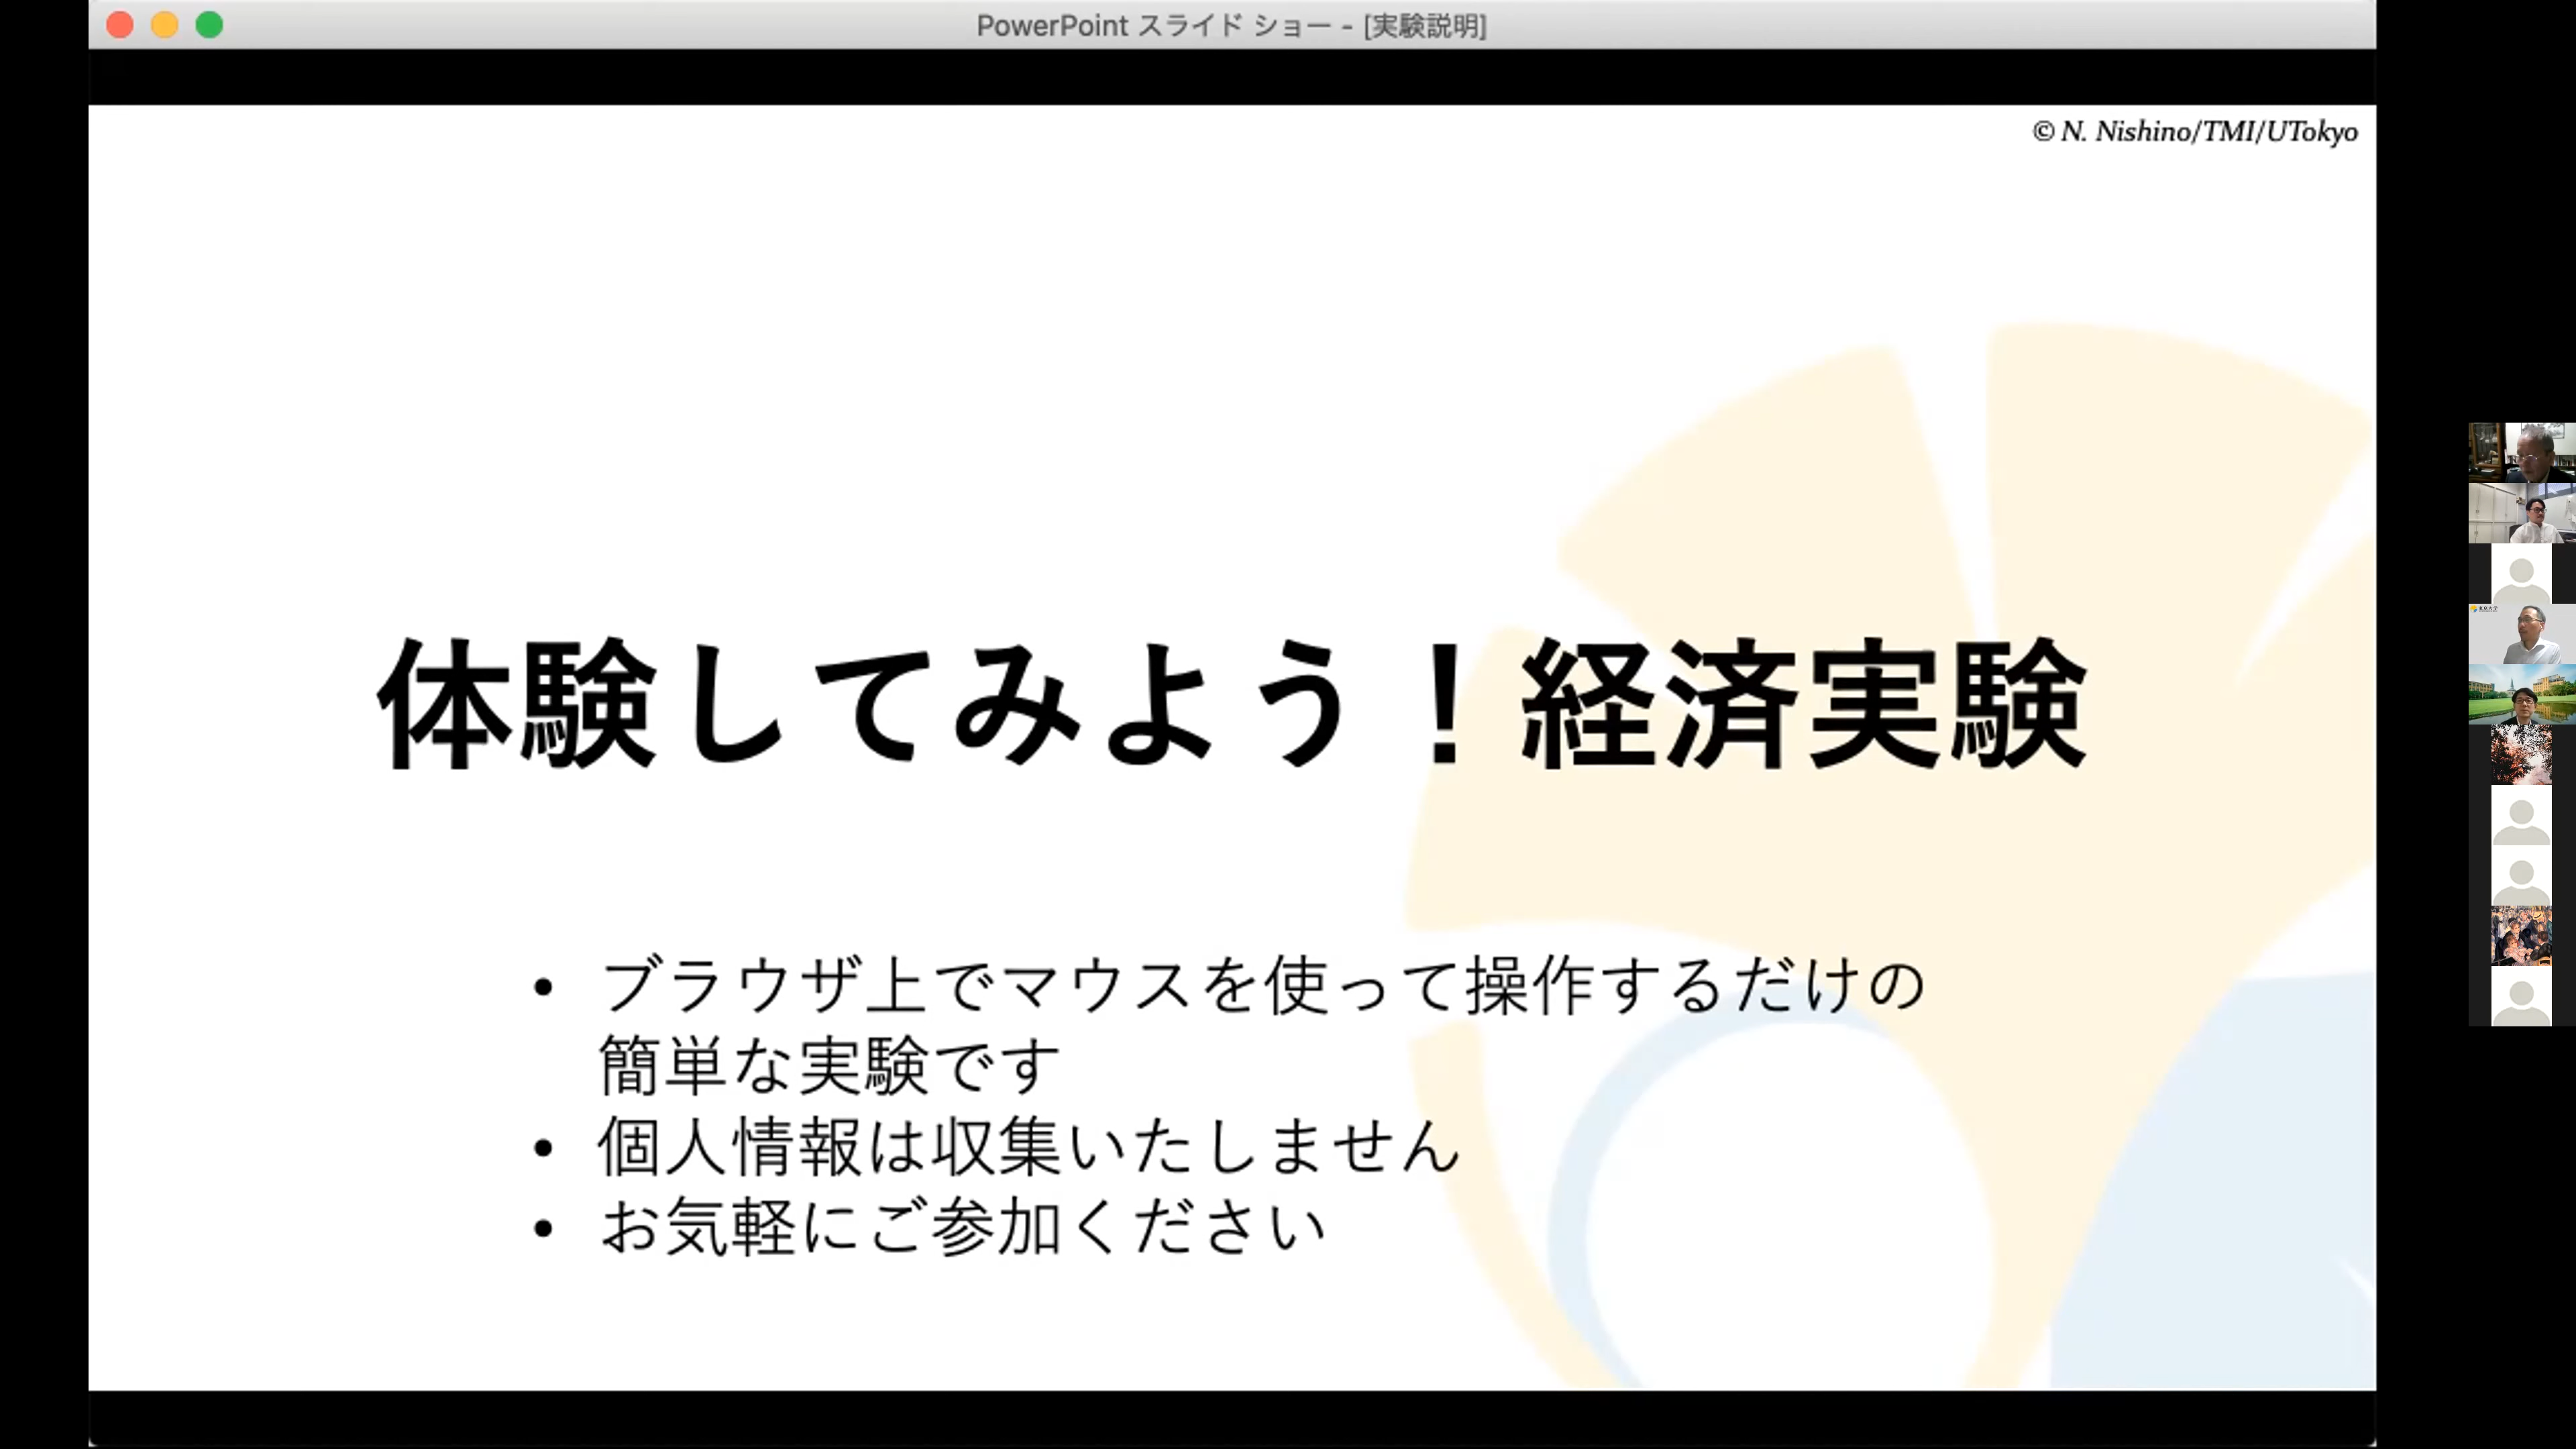 PowerPoint スライド ショー - [実験説明]
© N. Nishino/TMI/UTokyo
体験してみよう！経済実験
• ブラウザ上でマウスを使って操作するだけの
簡単な実験です
• 個人情報は収集いたしません
• お気軽にご参加ください